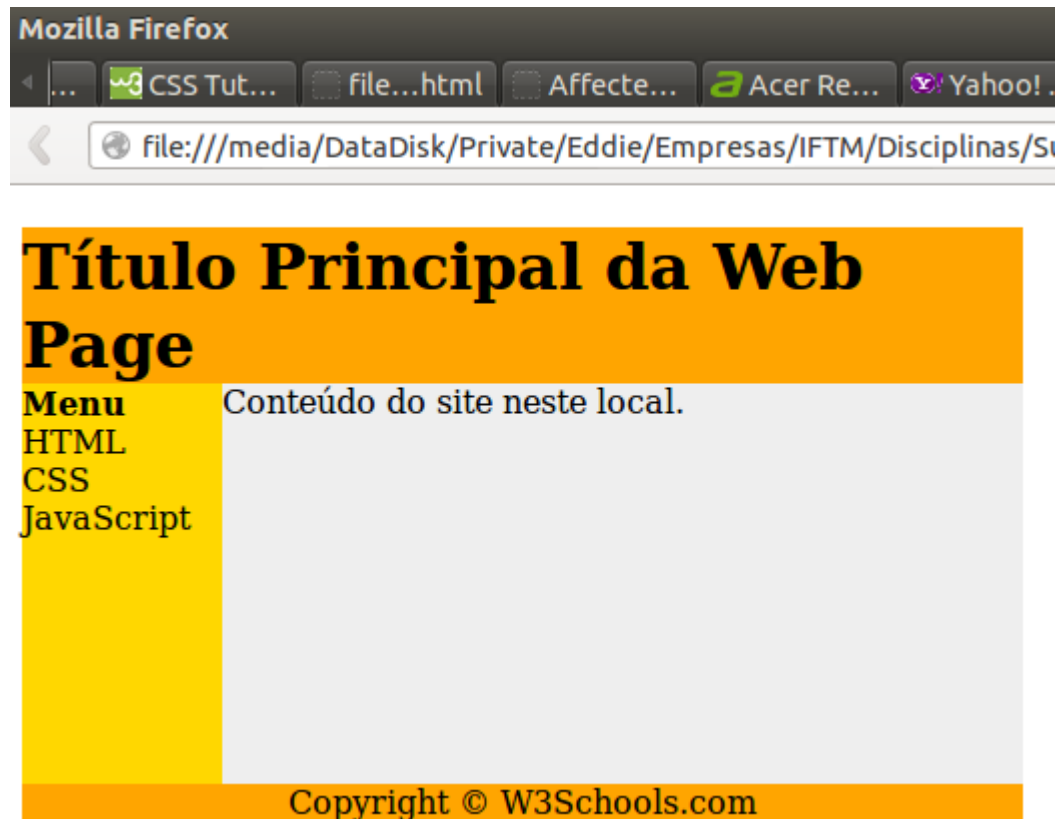 Mozilla Firefox
... CSS Tut... file...html Affecte... Acer Re... Yahoo! .
file:///media/DataDisk/Private/Eddie/Empresas/IFTM/Disciplinas/Su
Título Principal da Web
Page
Menu
Conteúdo do site neste local.
HTML
CSS
JavaScript
Copyright © W3Schools.com